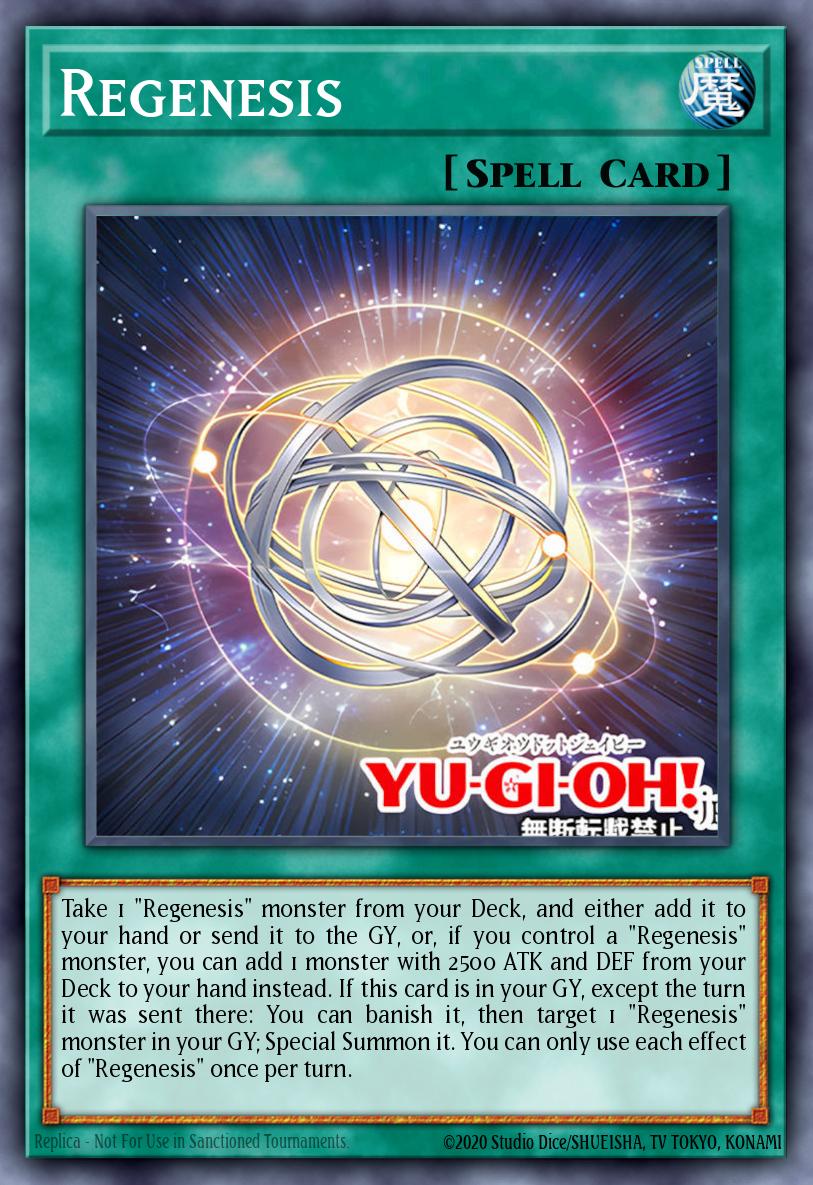 Regenesis
SPELL
魔
[ Spell Card ]
ユウギオウドットジェイピー
YU-GI-OH!
無断転載禁止
Take 1 "Regenesis" monster from your Deck, and either add it to
your hand or send it to the GY, or, if you control a "Regenesis"
monster, you can add 1 monster with 2500 ATK and DEF from your
Deck to your hand instead. If this card is in your GY, except the turn
it was sent there: You can banish it, then target 1 "Regenesis"
monster in your GY; Special Summon it. You can only use each effect
of "Regenesis" once per turn.
Replica - Not For Use in Sanctioned Tournaments.
©2020 Studio Dice/SHUEISHA, TV TOKYO, KONAMI